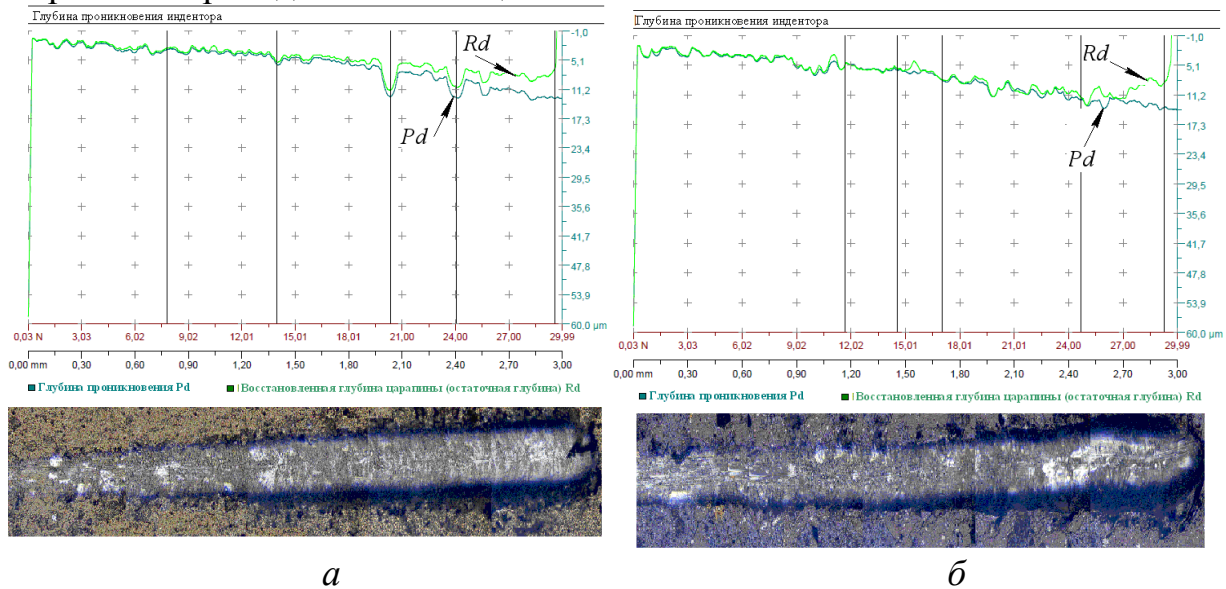 Глубина проникновения индентора
-1,0
5,1
11,2
17,3
23,4
29,5
35,6
41,7
47,8
53,9
60,0 µm
Rd
Pd
0,03 N 3,03 6,02 9,02 12,02 15,01 18,01 21,00 24,00 27,00 29,99
0,00 mm 0,30 0,60 0,90 1,20 1,50 1,80 2,10 2,40 2,70 3,00
Глубина проникновения Pd Восстановленная глубина царапины (остаточная глубина) Rd
а
Глубина проникновения индентора
-1,0
5,1
11,2
17,3
23,4
29,5
35,6
41,7
47,8
53,9
60,0 µm
Rd
Pd
0,03 N 3,03 6,02 9,02 12,02 15,01 18,01 21,00 24,00 27,00 29,99
0,00 mm 0,30 0,60 0,90 1,20 1,50 1,80 2,10 2,40 2,70 3,00
Глубина проникновения Pd Восстановленная глубина царапины (остаточная глубина) Rd
б